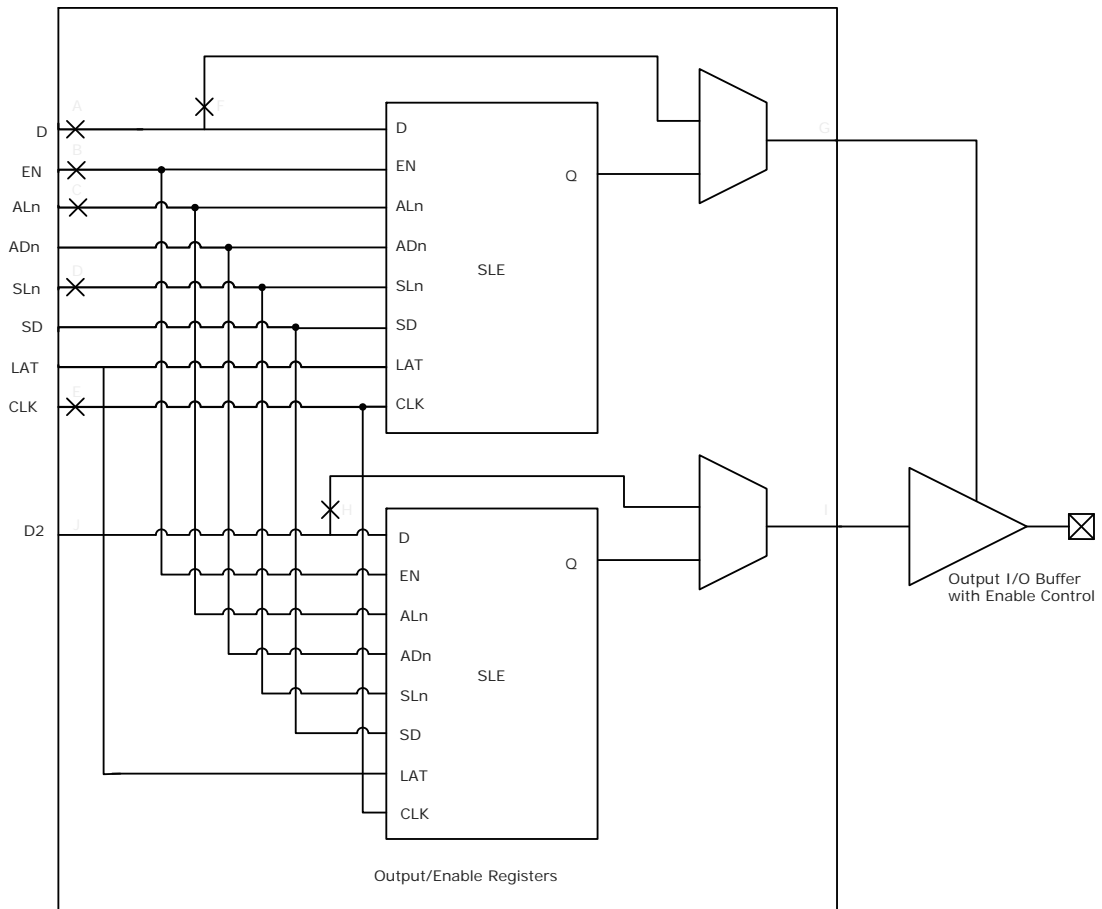 A
F
D
D
G
B
EN
EN
Q
C
ALn
ALn
ADn
ADn
SLE
D
SLn
SLn
SD
SD
LAT
LAT
E
CLK
CLK
H
J
I
D2
D
Q
EN
Output I/O Buffer
with Enable Control
ALn
ADn
SLE
SLn
SD
LAT
CLK
Output/Enable Registers